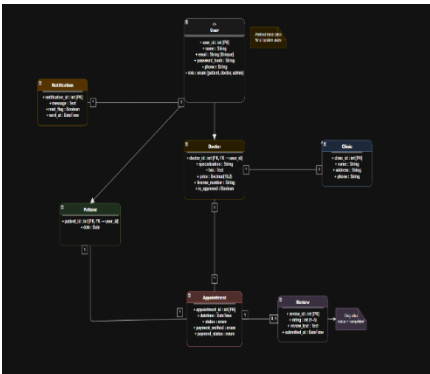 User
+ user_id: int [PK]
+ name : String
+ email : String [Unique]
+ password_hash : String
+ phone : String
+ role : enum [patient, doctor, admin]
Notification
+ notification_id : int [PK]
+ message : Text
+ read_flag : Boolean
+ sent_at : DateTime
Doctor
+ doctor_id : int [PK, FK → user_id]
+ specialization : String
+ bio : Text
+ license_number : String
+ is_approved : Boolean
Clinic
+ clinic_id : int [PK]
+ name : String
+ address : String
+ phone : String
Patient
+ patient_id : int [PK, FK → user_id]
+ dob : Date
Appointment
+ appointment_id : int [PK]
+ datetime : DateTime
+ status : enum
+ payment_method : enum
+ payment_status : enum
Review
+ review_id : int [PK]
+ rating : int (1-5)
+ review_text : Text
+ submitted_at : DateTime